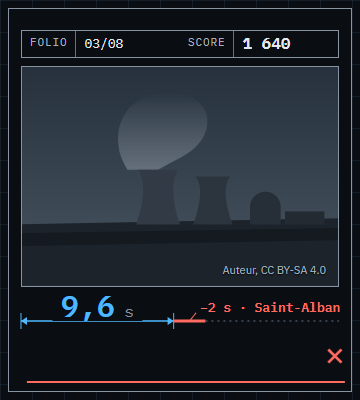 FOLIO 03/08 SCORE 1 640
Auteur, CC BY-SA 4.0
9,6 s
−2 s · Saint-Alban
×